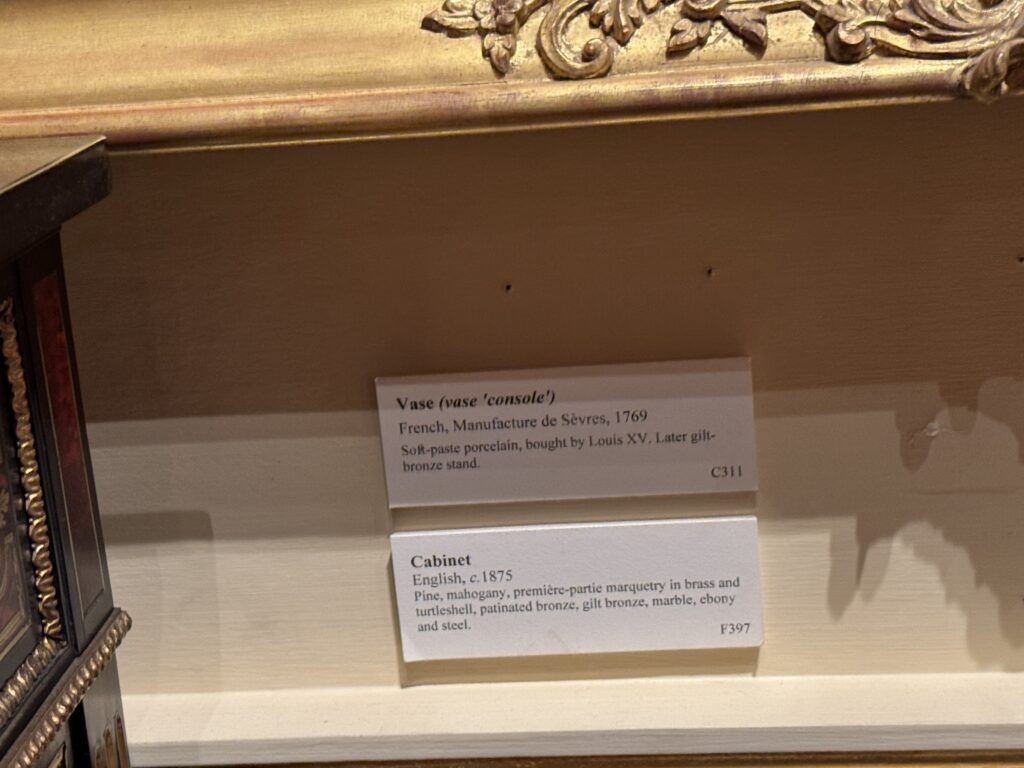 Vase (vase 'console')
French, Manufacture de Sèvres, 1769
Soft-paste porcelain, bought by Louis XV. Later gilt-
bronze stand.
C311
Cabinet
English, c.1875
Pine, mahogany, première-partie marquetry in brass and
turtleshell, patinated bronze, gilt bronze, marble, ebony
and steel.
F397